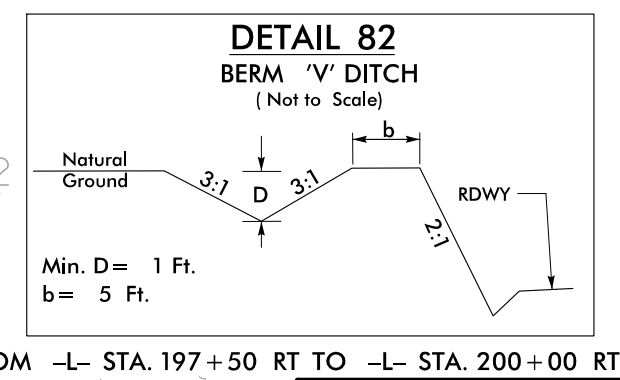 DETAIL 82
BERM 'V' DITCH
( Not to Scale)
b
Natural
Ground
3:1
D
3:1
RDWY
2:1
Min. D= 1 Ft.
b= 5 Ft.
–L– STA. 197+50 RT TO –L– STA. 200+00 RT